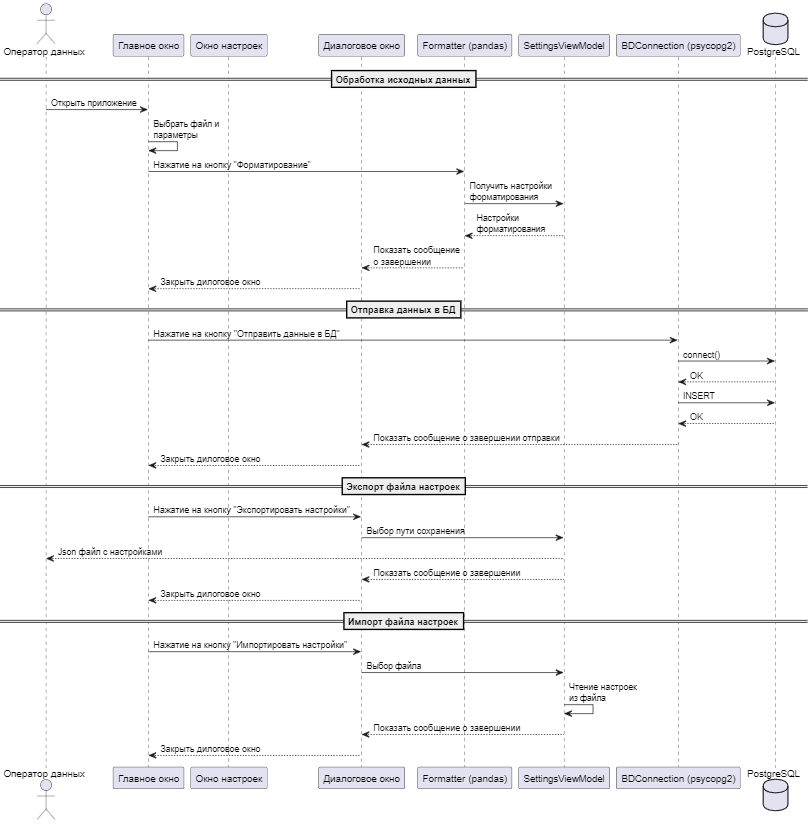 Оператор данных
Главное окно
Окно настроек
Диалоговое окно
Formatter (pandas)
SettingsViewModel
BDConnection (psycopg2)
PostgreSQL
Обработка исходных данных
Открыть приложение
Выбрать файл и
параметры
Нажатие на кнопку "Форматирование"
Получить настройки
форматирования
Настройки
форматирования
Показать сообщение
о завершении
Закрыть дилоговое окно
Отправка данных в БД
Нажатие на кнопку "Отправить данные в БД"
connect()
OK
INSERT
OK
Показать сообщение о завершении отправки
Закрыть дилоговое окно
Экспорт файла настроек
Нажатие на кнопку "Экспортировать настройки"
Выбор пути сохранения
Json файл с настройками
Показать сообщение о завершении
Закрыть дилоговое окно
Импорт файла настроек
Нажатие на кнопку "Импортировать настройки"
Выбор файла
Чтение настроек
из файла
Показать сообщение о завершении
Закрыть дилоговое окно
Оператор данных
Главное окно
Окно настроек
Диалоговое окно
Formatter (pandas)
SettingsViewModel
BDConnection (psycopg2)
PostgreSQL